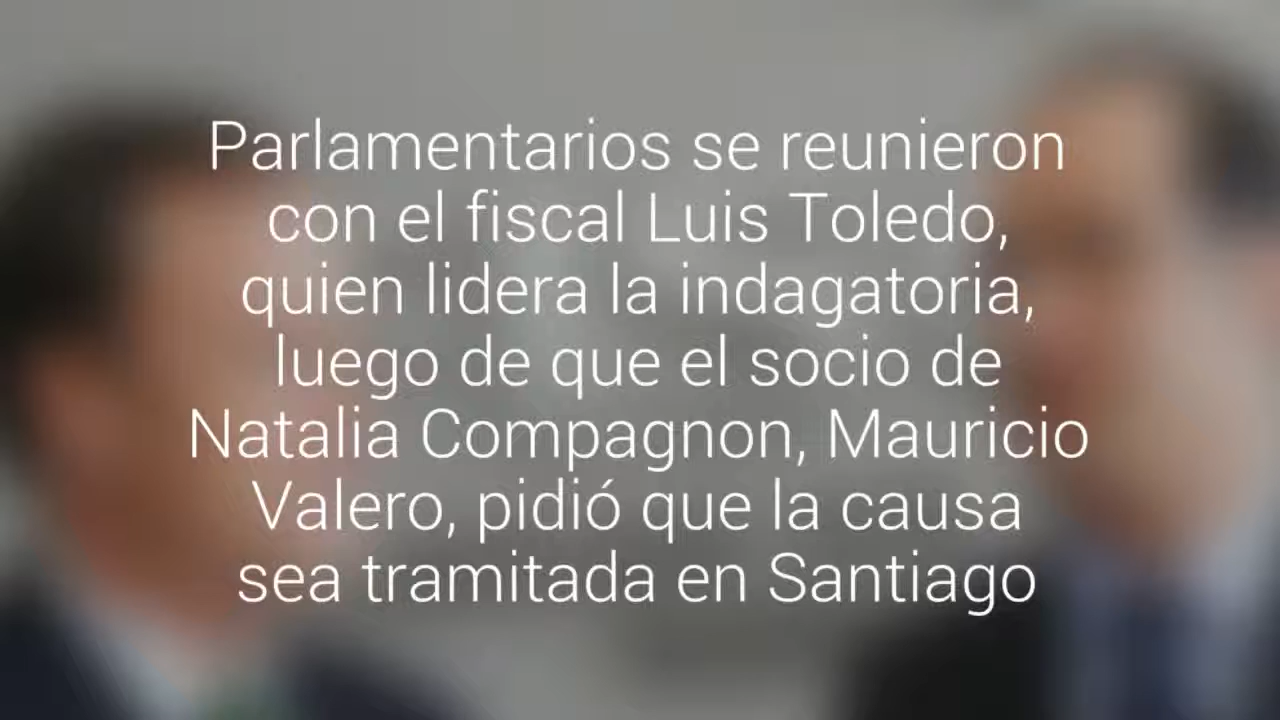 Parlamentarios se reunieron
con el fiscal Luis Toledo,
quien lidera la indagatoria,
luego de que el socio de
Natalia Compagnon, Mauricio
Valero, pidió que la causa
sea tramitada en Santiago